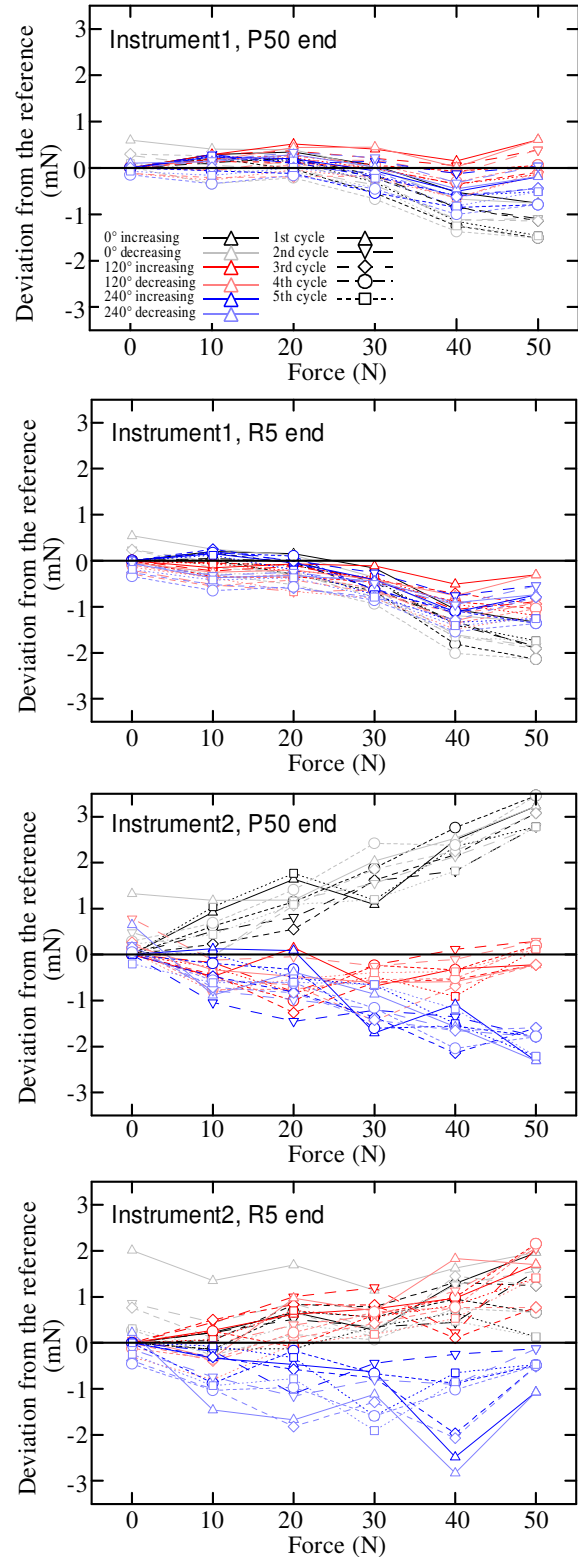 Instrument1, P50 end
Deviation from the reference
(mN)
3
2
1
0
-1
-2
-3
0° increasing
0° decreasing
120° increasing
120° decreasing
240° increasing
240° decreasing
1st cycle
2nd cycle
3rd cycle
4th cycle
5th cycle
0 10 20 30 40 50
Force (N)
Instrument1, R5 end
Deviation from the reference
(mN)
3
2
1
0
-1
-2
-3
0 10 20 30 40 50
Force (N)
Instrument2, P50 end
Deviation from the reference
(mN)
3
2
1
0
-1
-2
-3
0 10 20 30 40 50
Force (N)
Instrument2, R5 end
Deviation from the reference
(mN)
3
2
1
0
-1
-2
-3
0 10 20 30 40 50
Force (N)